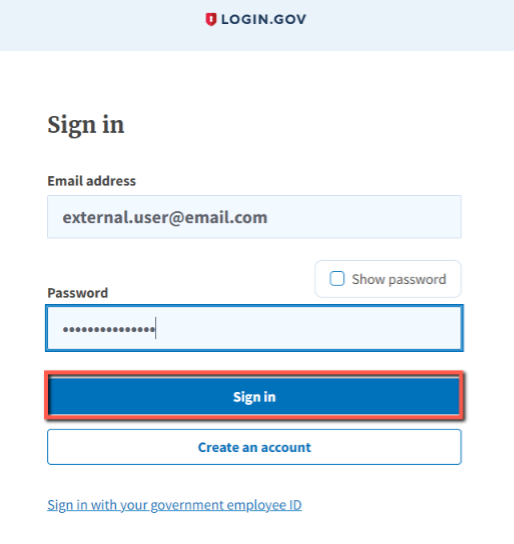 LOGIN.GOV
Sign in
Email address
external.user@email.com
Show password
Password
•••••••••••••••
Sign in
Create an account
Sign in with your government employee ID